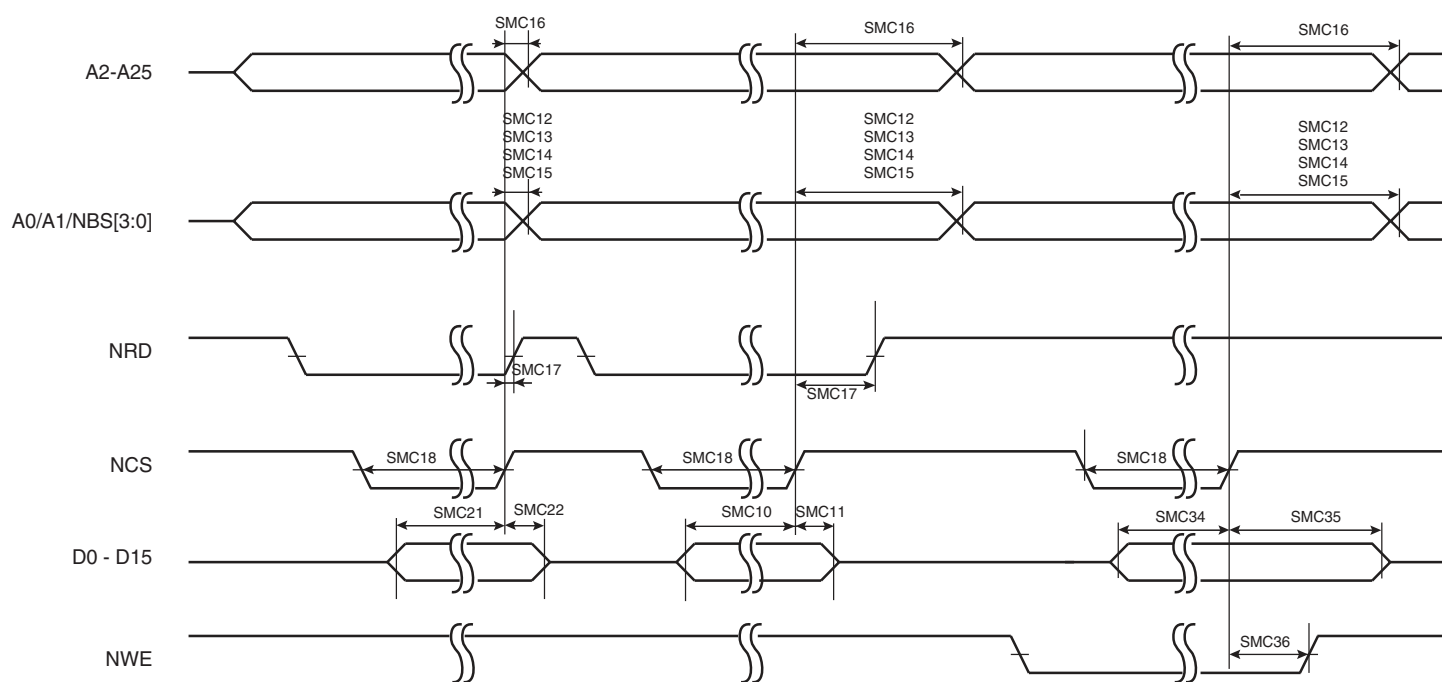 SMC16
SMC16
SMC16
A2-A25
SMC12
SMC13
SMC14
SMC15
SMC12
SMC13
SMC14
SMC15
SMC12
SMC13
SMC14
SMC15
A0/A1/NBS[3:0]
NRD
SMC17
SMC17
NCS
SMC18
SMC18
SMC18
SMC21
SMC22
SMC10
SMC11
SMC34
SMC35
D0 - D15
NWE
SMC36